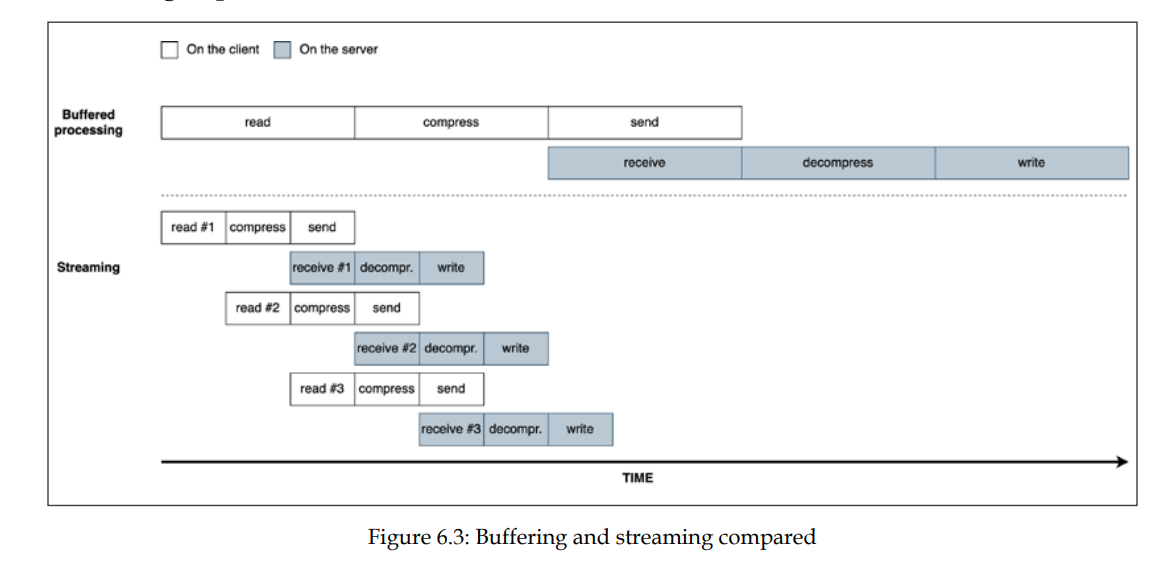 On the client On the server
Buffered
processing
read compress send
receive decompress write
read #1 compress send
Streaming
receive #1 decompr. write
read #2 compress send
receive #2 decompr. write
read #3 compress send
receive #3 decompr. write
TIME
Figure 6.3: Buffering and streaming compared